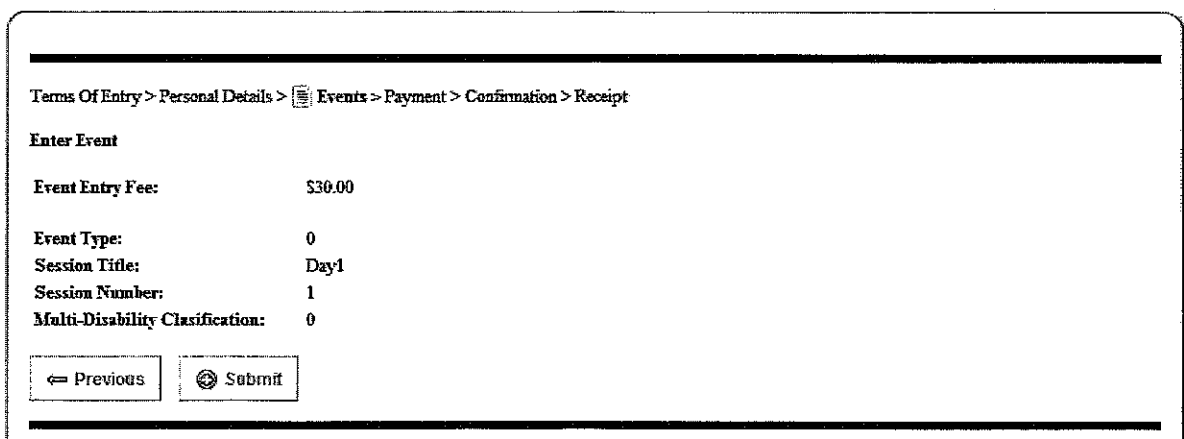 Terms Of Entry > Personal Details > Events > Payment > Confirmation > Receipt
Enter Event
Event Entry Fee: $30.00
Event Type: 0
Session Title: Day1
Session Number: 1
Multi-Disability Clasification: 0
Previous Submit